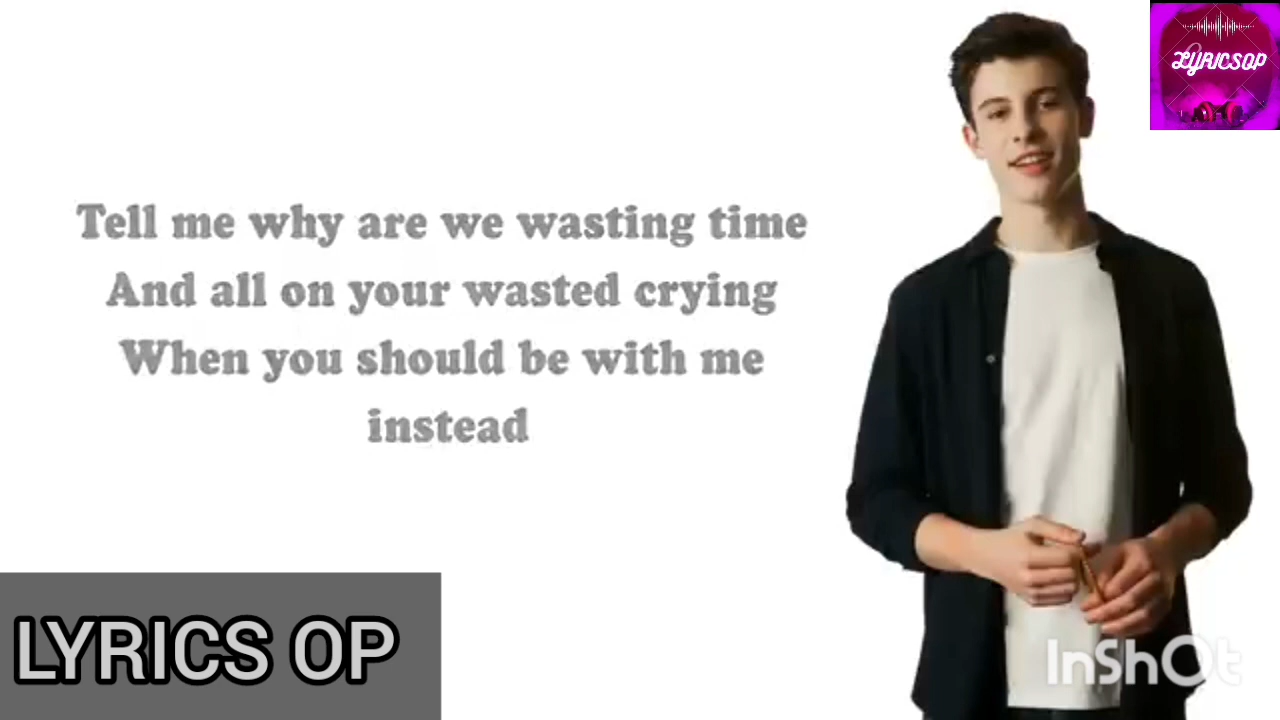 LYRICSOP
Tell me why are we wasting time
And all on your wasted crying
When you should be with me
instead
LYRICS OP
InShOt